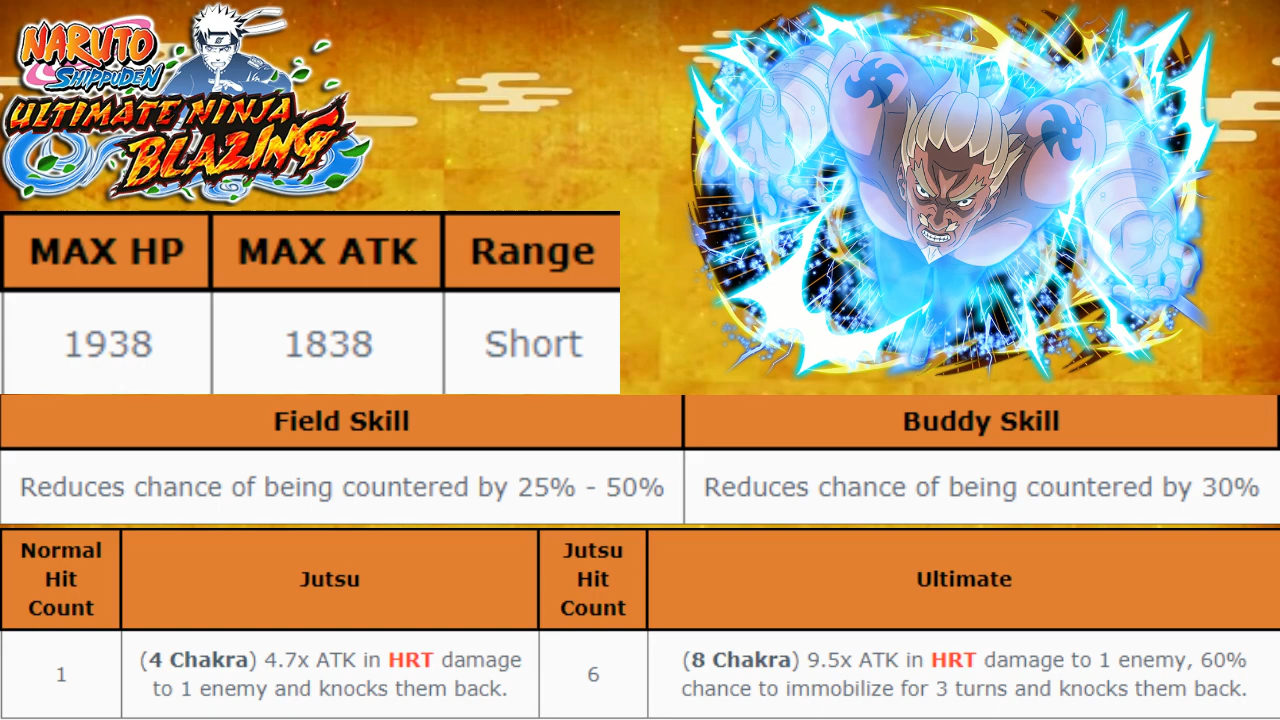 NARUTO
SHIPPUDEN
ULTIMATE NINJA
BLAZING
MAX HP MAX ATK Range
1938 1838 Short
Field Skill Buddy Skill
Reduces chance of being countered by 25% - 50% Reduces chance of being countered by 30%
Normal
Hit
Count
Jutsu
Jutsu
Hit
Count
Ultimate
1
(4 Chakra) 4.7x ATK in HRT damage
to 1 enemy and knocks them back.
6
(8 Chakra) 9.5x ATK in HRT damage to 1 enemy, 60%
chance to immobilize for 3 turns and knocks them back.